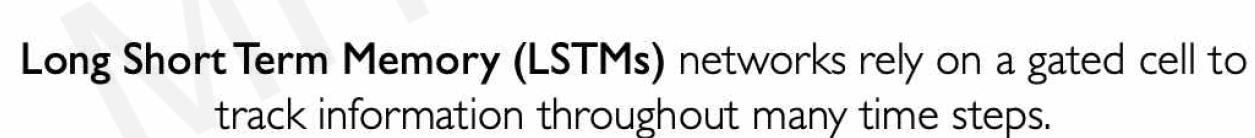 Long Short Term Memory (LSTMs) networks rely on a gated cell to
track information throughout many time steps.